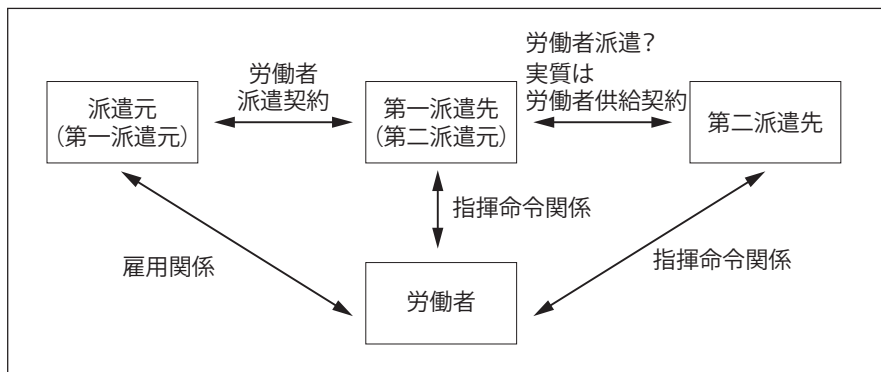 労働者派遣？
実質は
労働者供給契約
労働者
派遣契約
派遣元
（第一派遣元）
第一派遣先
（第二派遣元）
第二派遣先
指揮命令関係
雇用関係
指揮命令関係
労働者